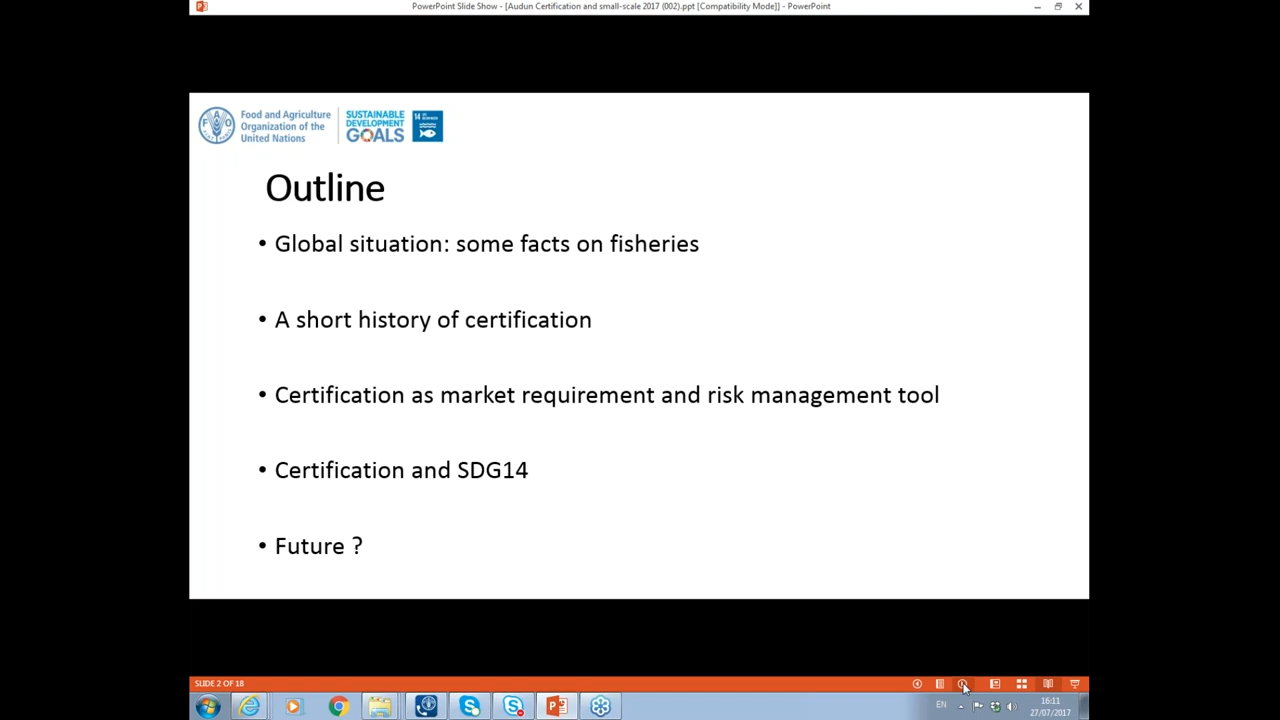 PowerPoint Slide Show - [Audun Certification and small-scale 2017 (002).ppt [Compatibility Mode]] - PowerPoint
Food and Agriculture
Organization of the
United Nations
SUSTAINABLE
DEVELOPMENT
GOALS
14
Outline
• Global situation: some facts on fisheries
• A short history of certification
• Certification as market requirement and risk management tool
• Certification and SDG14
• Future ?
SLIDE 2 OF 18
EN
16:11
27/07/2017